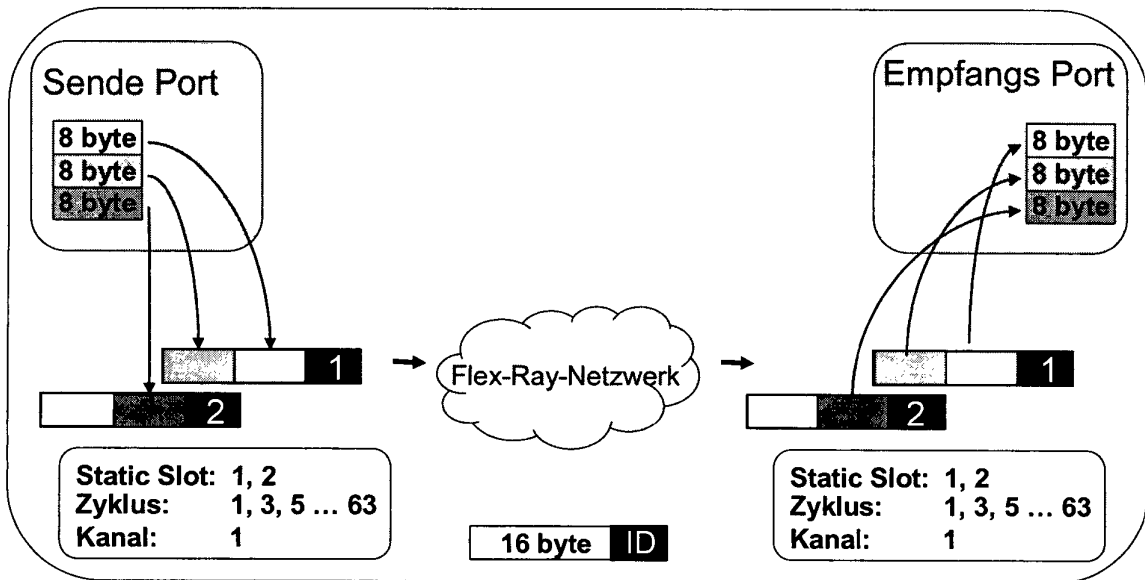 Sende Port
8 byte
8 byte
8 byte
Empfangs Port
8 byte
8 byte
8 byte
1
2
Flex-Ray-Netzwerk
1
2
Static Slot: 1, 2
Zyklus: 1, 3, 5 ... 63
Kanal: 1
16 byte ID
Static Slot: 1, 2
Zyklus: 1, 3, 5 ... 63
Kanal: 1